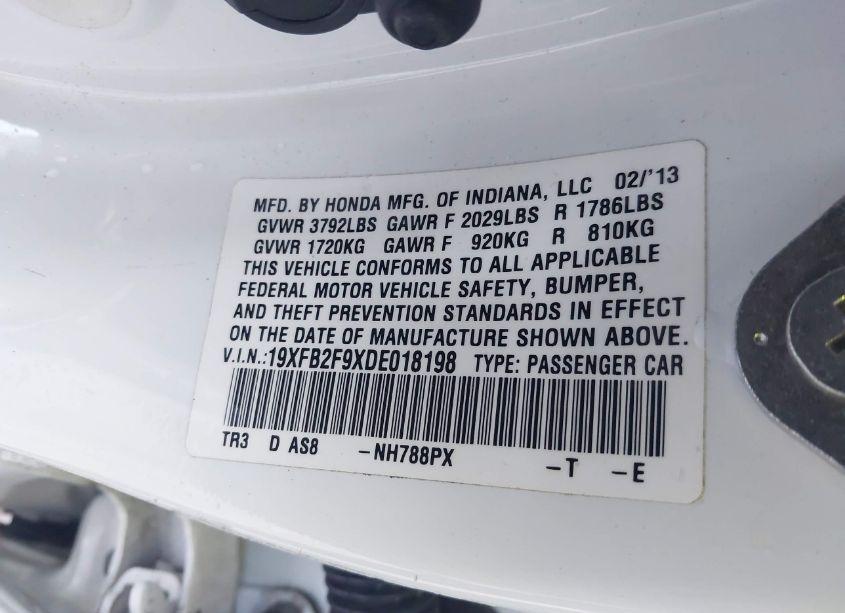 MFD. BY HONDA MFG. OF INDIANA, LLC 02/'13
GVWR 3792LBS GAWR F 2029LBS R 1786LBS
GVWR 1720KG GAWR F 920KG R 810KG
THIS VEHICLE CONFORMS TO ALL APPLICABLE
FEDERAL MOTOR VEHICLE SAFETY, BUMPER,
AND THEFT PREVENTION STANDARDS IN EFFECT
ON THE DATE OF MANUFACTURE SHOWN ABOVE.
V.I.N.:19XFB2F9XDE018198 TYPE: PASSENGER CAR
TR3 D AS8 -NH788PX -T -E